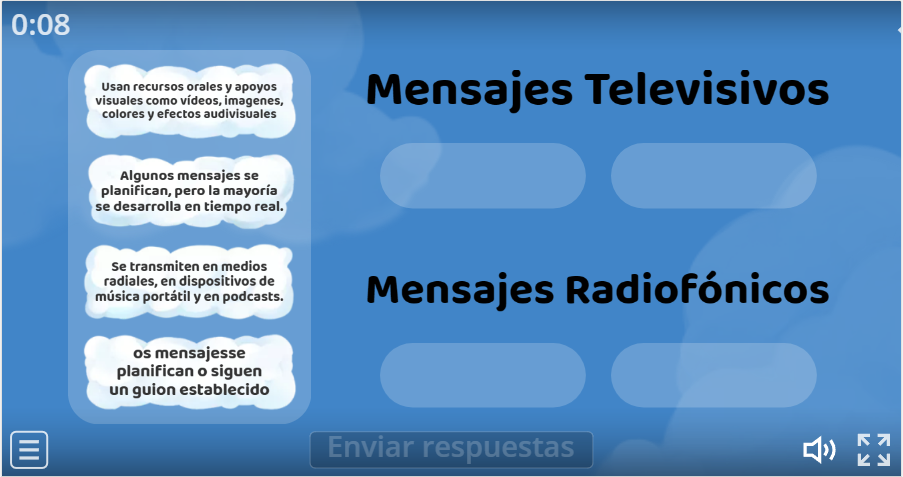 0:08
Usan recursos orales y apoyos
visuales como vídeos, imagenes,
colores y efectos audivisuales
Algunos mensajes se
planifican, pero la mayoría
se desarrolla en tiempo real.
Se transmiten en medios
radiales, en dispositivos de
música portátil y en podcasts.
os mensajesse
planifican o siguen
un guion establecido
Mensajes Televisivos
Mensajes Radiofónicos
Enviar respuestas